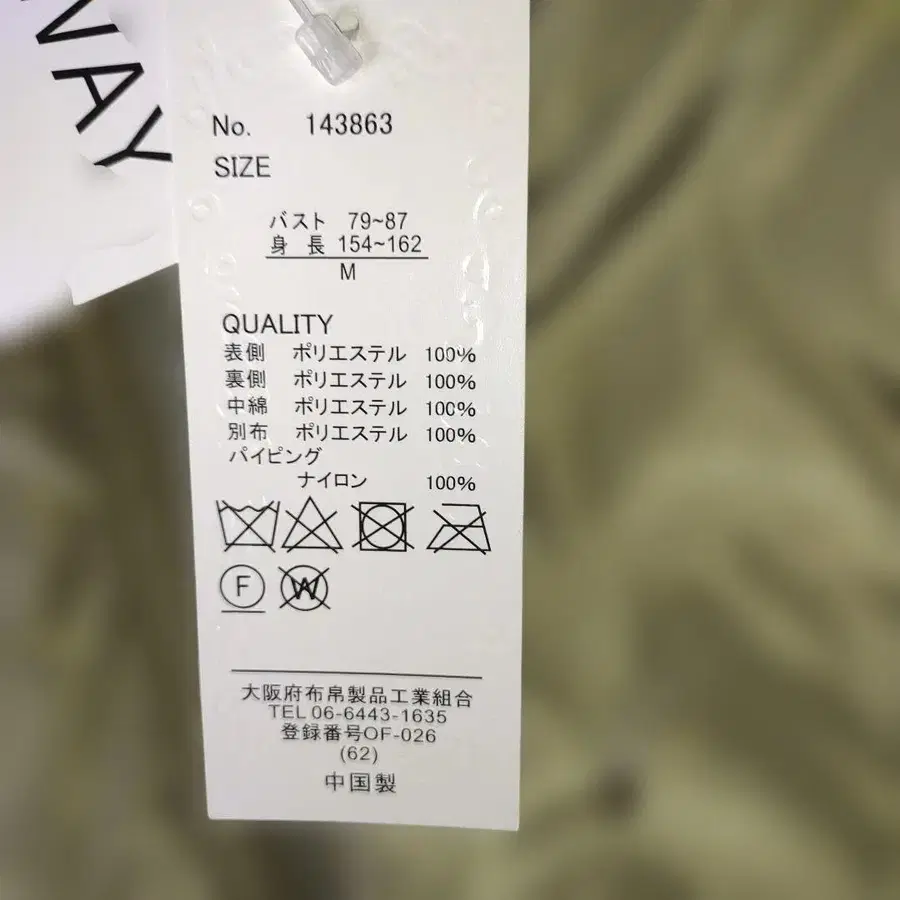 NAY
No. 143863
SIZE
バスト 79~87
身 長 154~162
M
QUALITY
表側 ポリエステル 100%
裏側 ポリエステル 100%
中綿 ポリエステル 100%
別布 ポリエステル 100%
パイピング
ナイロン 100%
F W
大阪府布帛製品工業組合
TEL 06-6443-1635
登録番号OF-026
(62)
中国製